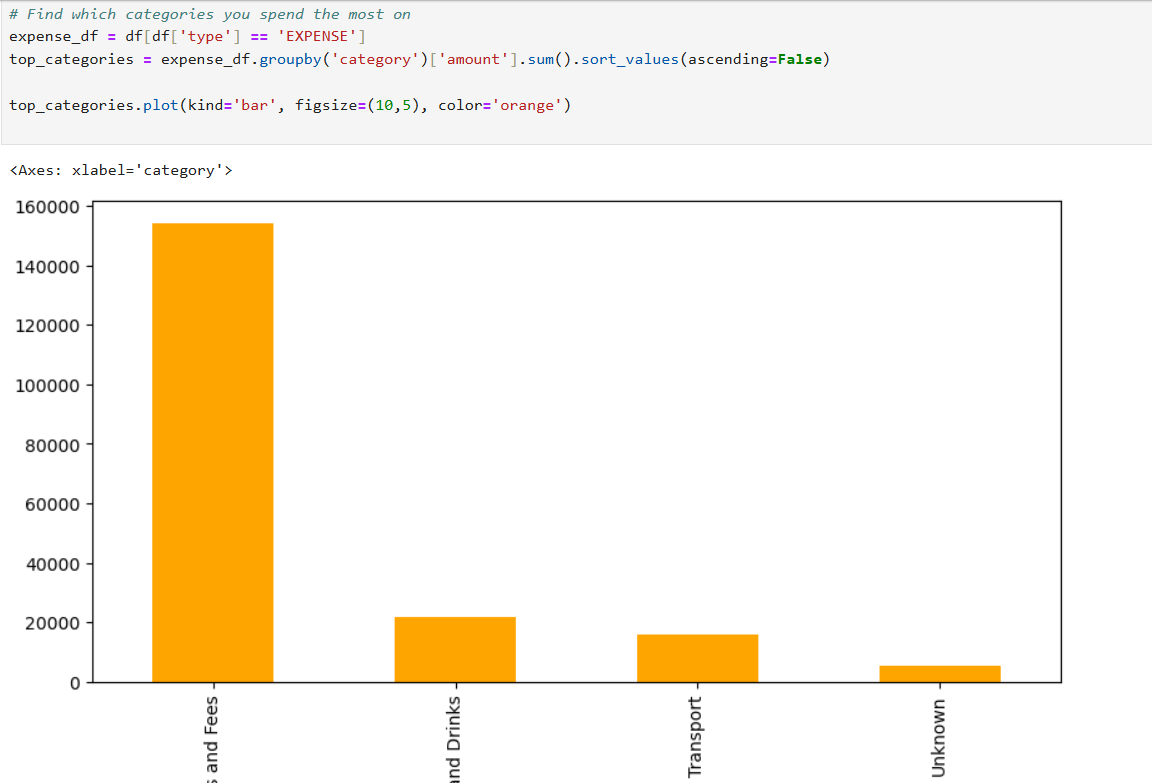 # Find which categories you spend the most on
expense_df = df[df['type'] == 'EXPENSE']
top_categories = expense_df.groupby('category')['amount'].sum().sort_values(ascending=False)
top_categories.plot(kind='bar', figsize=(10,5), color='orange')
<Axes: xlabel='category'>
160000
140000
120000
100000
80000
60000
40000
20000
0
and Fees
Drinks
Transport
Unknown